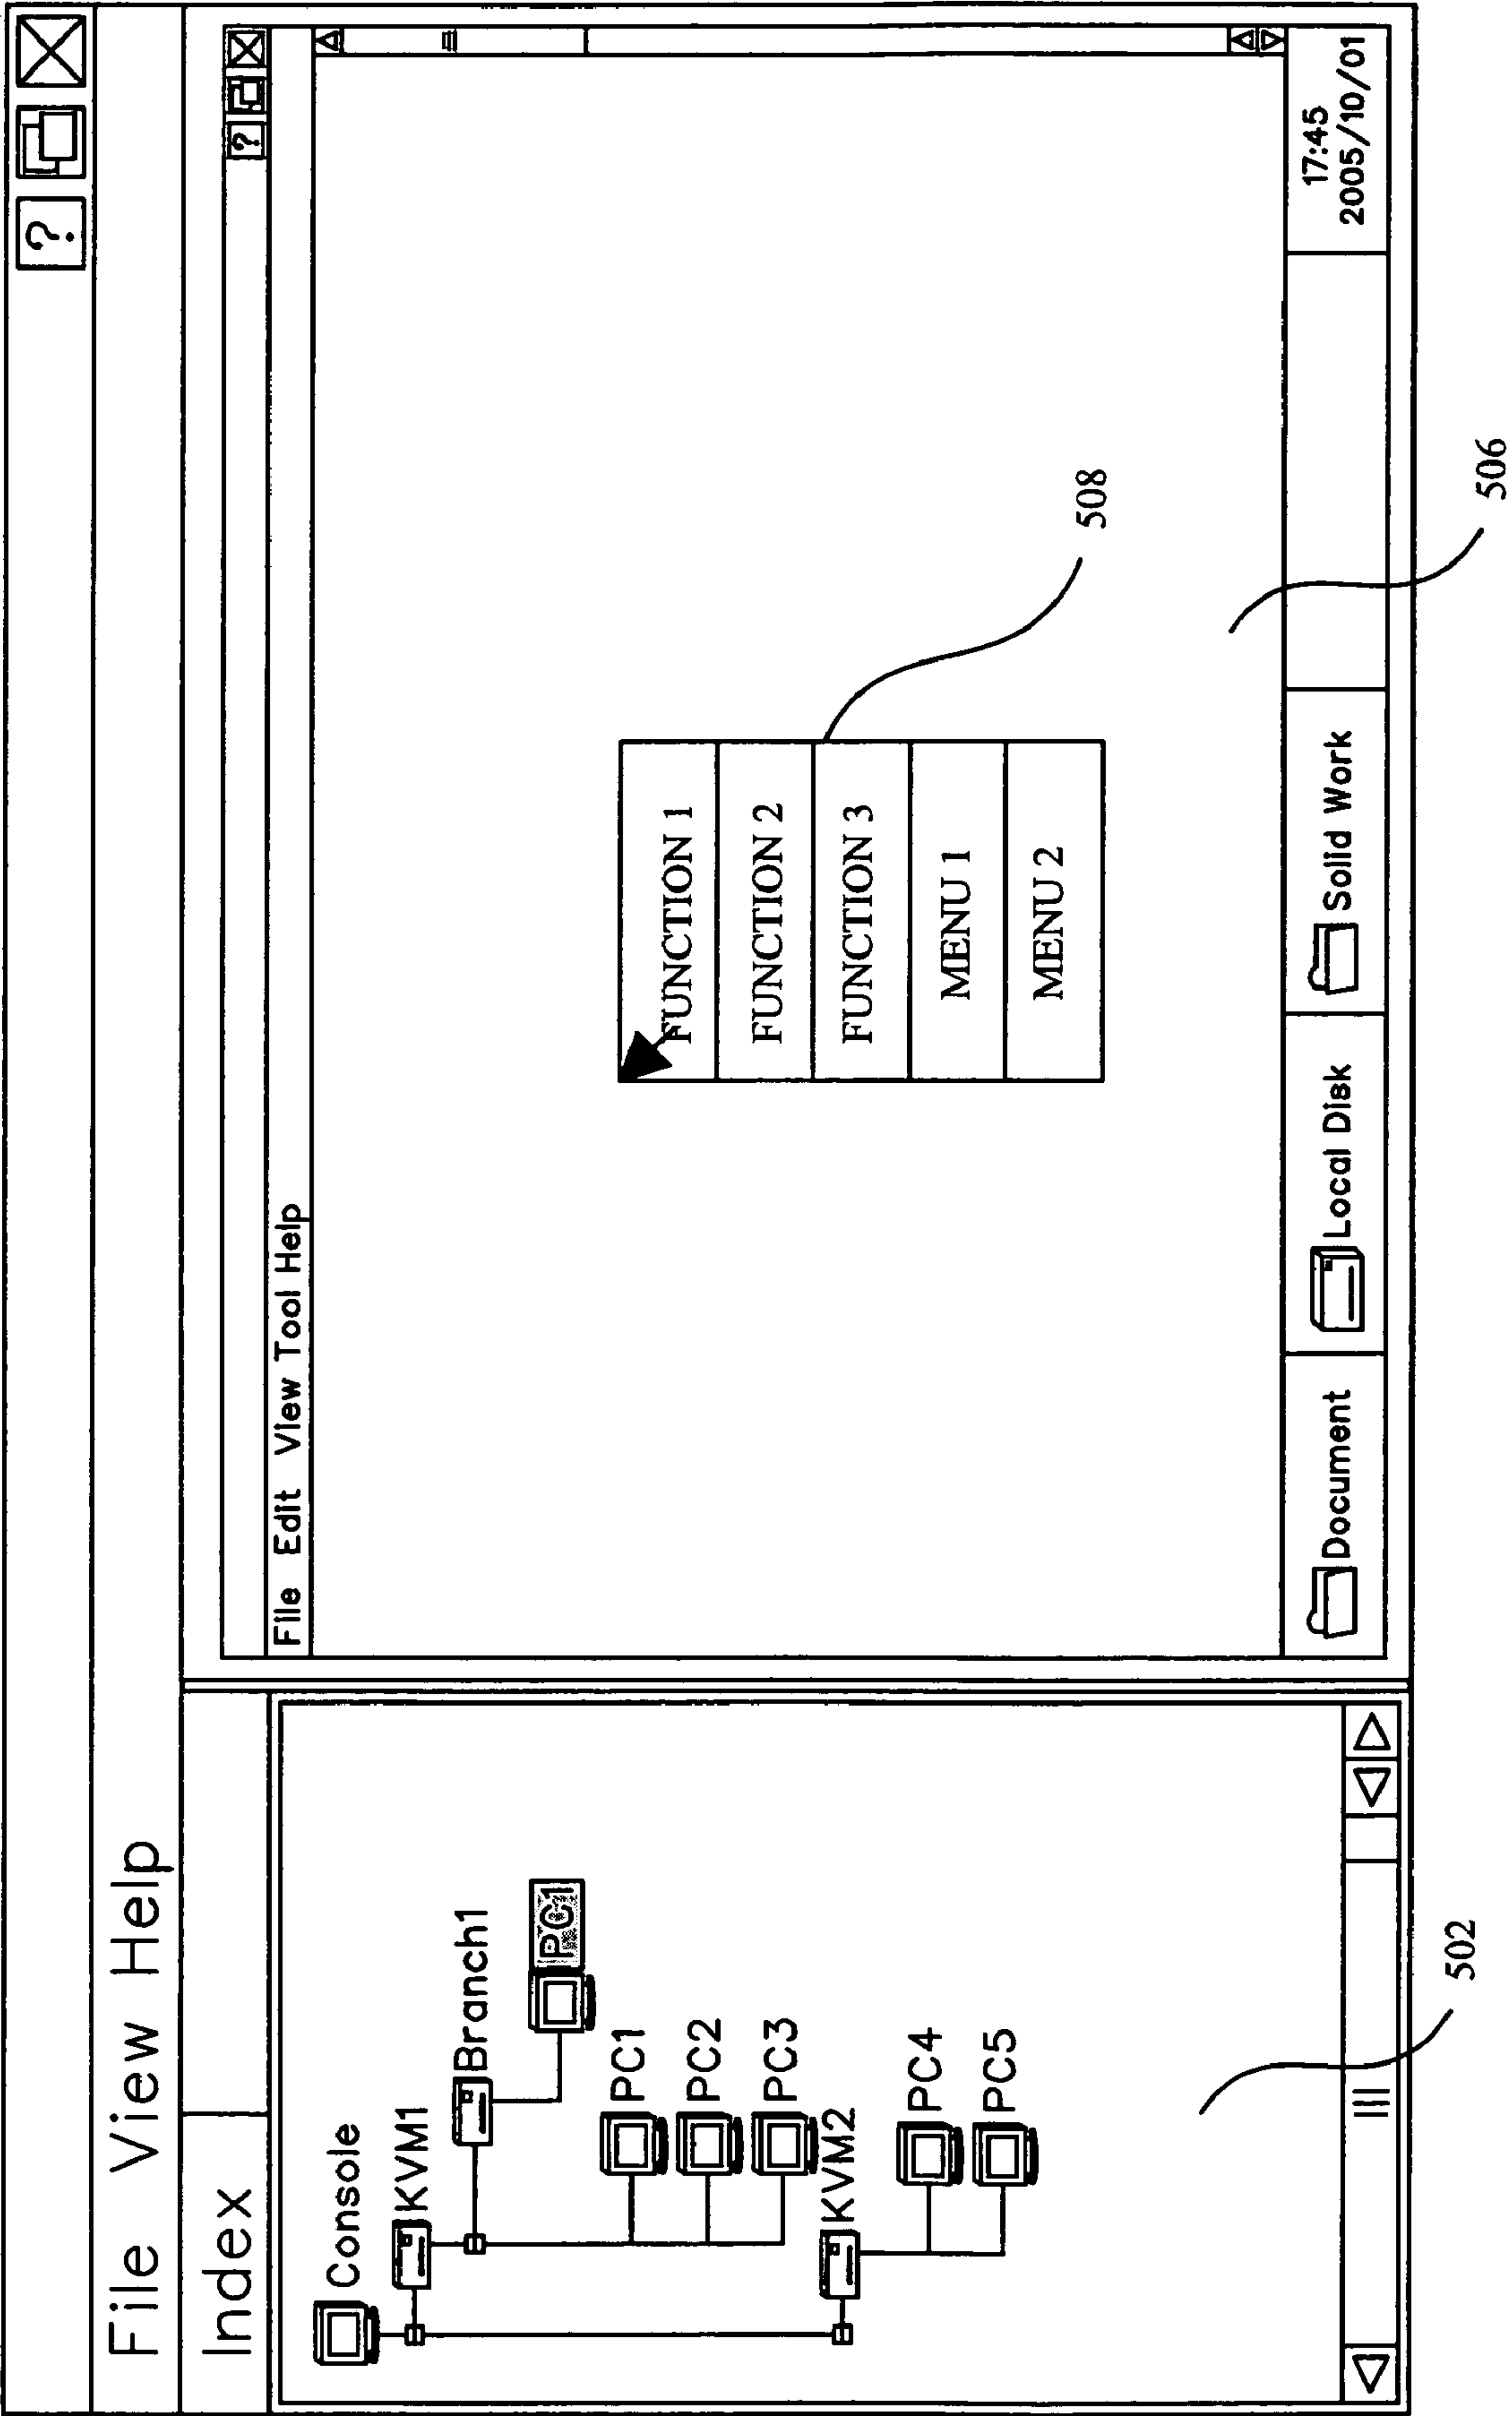 ?
File View Help
Index
Console
KVM1
Branch1
PC1
PC1
PC2
PC3
KVM2
PC4
PC5
502
?
File Edit View Tool Help
FUNCTION 1
FUNCTION 2
FUNCTION 3
MENU 1
MENU 2
508
Document
Local Disk
Solid Work
17:45
2005/10/01
506